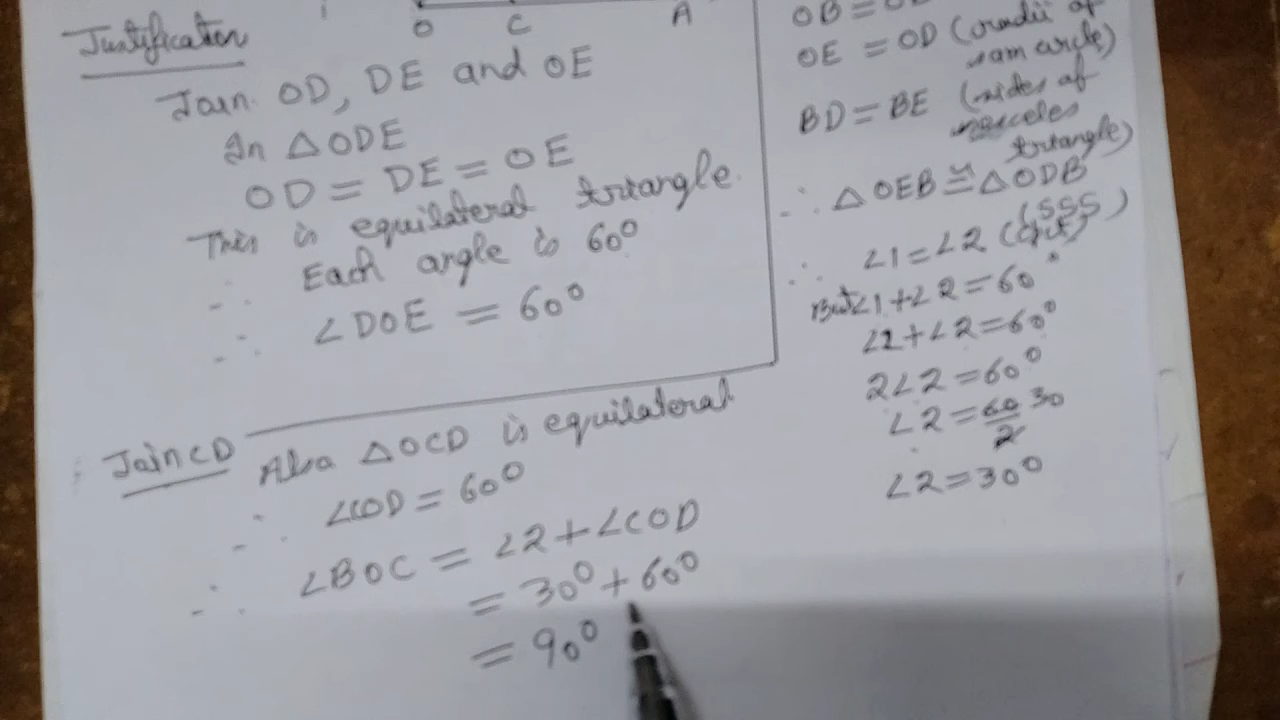 O C A
Justification
Join OD, DE and OE
In △ODE
OD = DE = OE
This is equilateral triangle.
∴ Each angle is 60°
∴ ∠DOE = 60°
Join CD Also △OCD is equilateral
∴ ∠COD = 60°
∴ ∠BOC = ∠2 + ∠COD
= 30° + 60°
= 90°
OB =
OE = OD (radii of
sam arcle)
BD = BE (sides of
isosceles
triangle)
∴ △OEB ≅ △ODB
(SSS)
∴ ∠1 = ∠2
But ∠1 + ∠2 = 60°
∠2 + ∠2 = 60°
2∠2 = 60°
∠2 = 60/2 30
∠2 = 30°